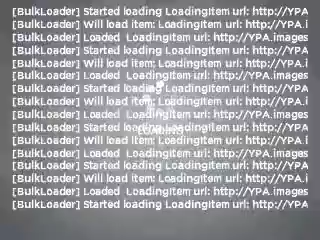 [BulkLoader] Started loading LoadingItem url: http://YPA
[BulkLoader] Will load item: LoadingItem url: http://YPA.i
[BulkLoader] Loaded LoadingItem url: http://YPA.images
[BulkLoader] Started loading LoadingItem url: http://YPA
[BulkLoader] Will load item: LoadingItem url: http://YPA.i
[BulkLoader] Loaded LoadingItem url: http://YPA.images
[BulkLoader] Started loading LoadingItem url: http://YPA
[BulkLoader] Will load item: LoadingItem url: http://YPA.i
[BulkLoader] Loaded LoadingItem url: http://YPA.images
[BulkLoader] Started loading LoadingItem url: http://YPA
LOADING
[BulkLoader] Will load item: LoadingItem url: http://YPA.i
[BulkLoader] Loaded LoadingItem url: http://YPA.images
[BulkLoader] Started loading LoadingItem url: http://YPA
[BulkLoader] Will load item: LoadingItem url: http://YPA.i
[BulkLoader] Loaded LoadingItem url: http://YPA.images
[BulkLoader] Started loading LoadingItem url: http://YPA